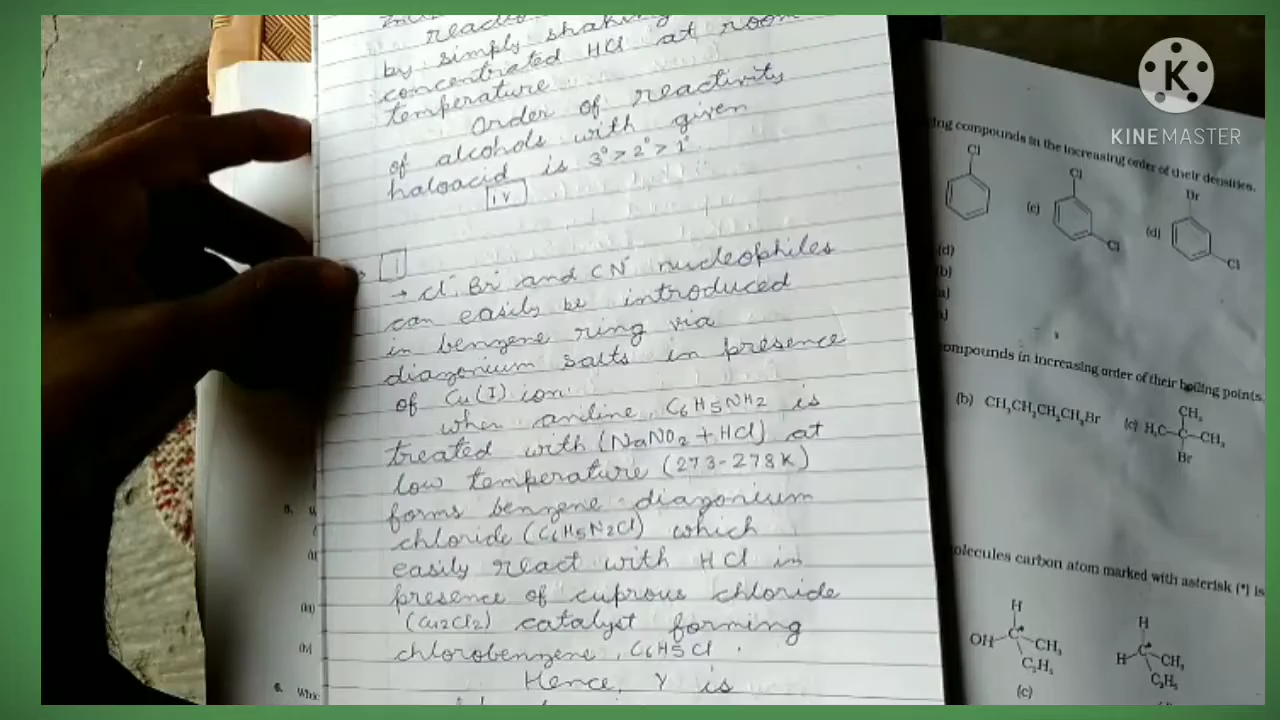 reaction
by simply shaking
concentrated HCl at room
temperature.
Order of reactivity
of alcohols with given
haloacid is 3° > 2° > 1°
iv
1
→ Cl⁻, Br⁻ and CN⁻ nucleophiles
can easily be introduced
in benzene ring via
diazonium salts in presence
of Cu(I) ion.
when aniline, C6H5NH2 is
treated with (NaNO2 + HCl) at
low temperature (273-278K)
forms benzene diazonium
chloride (C6H5N2Cl) which
easily react with HCl in
presence of cuprous chloride
(Cu2Cl2) catalyst forming
chlorobenzene, C6H5Cl.
Hence, Y is
5.
6.
KINEMASTER
compounds in the increasing order of their densities.
Cl
(c) Cl Cl
(d) Br Cl
(d)
(b)
compounds in increasing order of their boiling points.
(b) CH₃CH₂CH₂CH₂Br
(c) H₃C-C-CH₃
CH₃
Br
molecules carbon atom marked with asterisk (*) is
H
OH-C*-CH₃
C₂H₅
H
H-C*-CH₃
C₂H₅
(c)